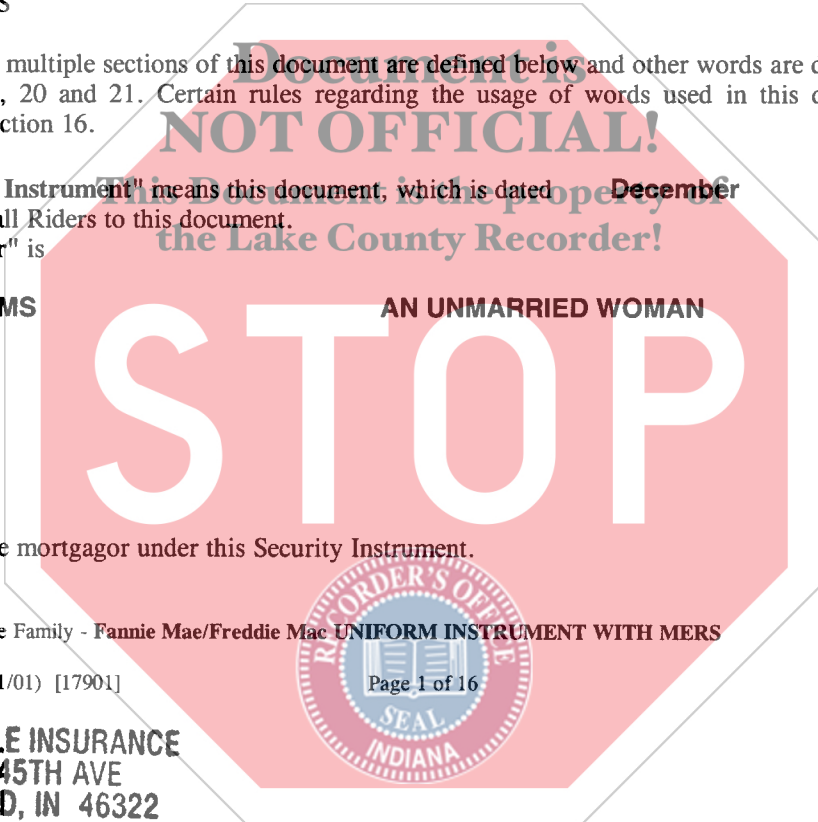 multiple sections of this document are defined below and other words are
, 20 and 21. Certain rules regarding the usage of words used in this
ction 16.
Document is
NOT OFFICIAL!
This Document is the property of
the Lake County Recorder!
Instrument" means this document, which is dated December
ll Riders to this document.
r" is
MS AN UNMARRIED WOMAN
STOP
e mortgagor under this Security Instrument.
e Family - Fannie Mae/Freddie Mac UNIFORM INSTRUMENT WITH MERS
1/01) [17901] Page 1 of 16
RECORDER'S OFFICE
SEAL
INDIANA
LE INSURANCE
45TH AVE
D, IN 46322